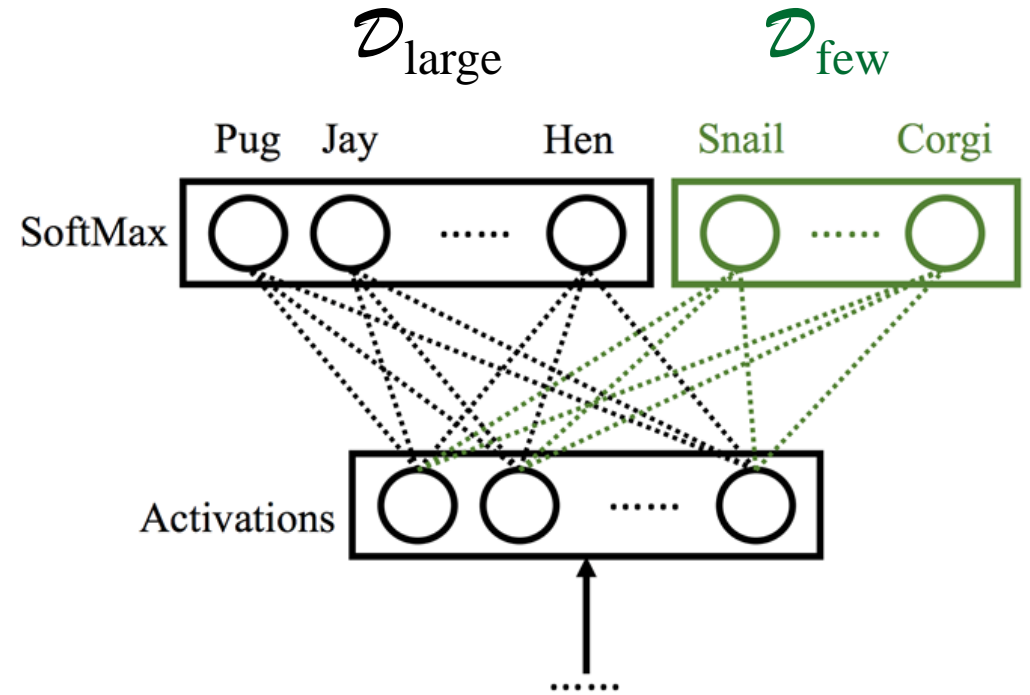 𝒟large 𝒟few
Pug Jay Hen Snail Corgi
SoftMax ...... ......
Activations ......
......